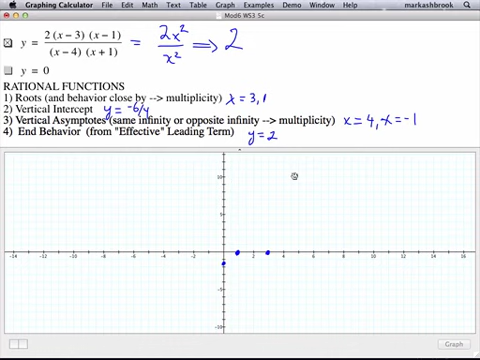 Graphing Calculator File Edit Math Table Graph Examples Demo Window Help markashbrook
Mod6 WS3 5c
y = 2 (x − 3) (x − 1) / (x − 4) (x + 1) = 2x² / x² ⟹ 2
y = 0
RATIONAL FUNCTIONS
1) Roots (and behavior close by --> multiplicity) x = 3, 1
2) Vertical Intercept y = -6/4
3) Vertical Asymptotes (same infinity or opposite infinity --> multiplicity) x = 4, x = -1
4) End Behavior (from "Effective" Leading Term) y = 2
10
5
-14 -12 -10 -8 -6 -4 -2 2 4 6 8 10 12 14 16
-5
-10
Graph